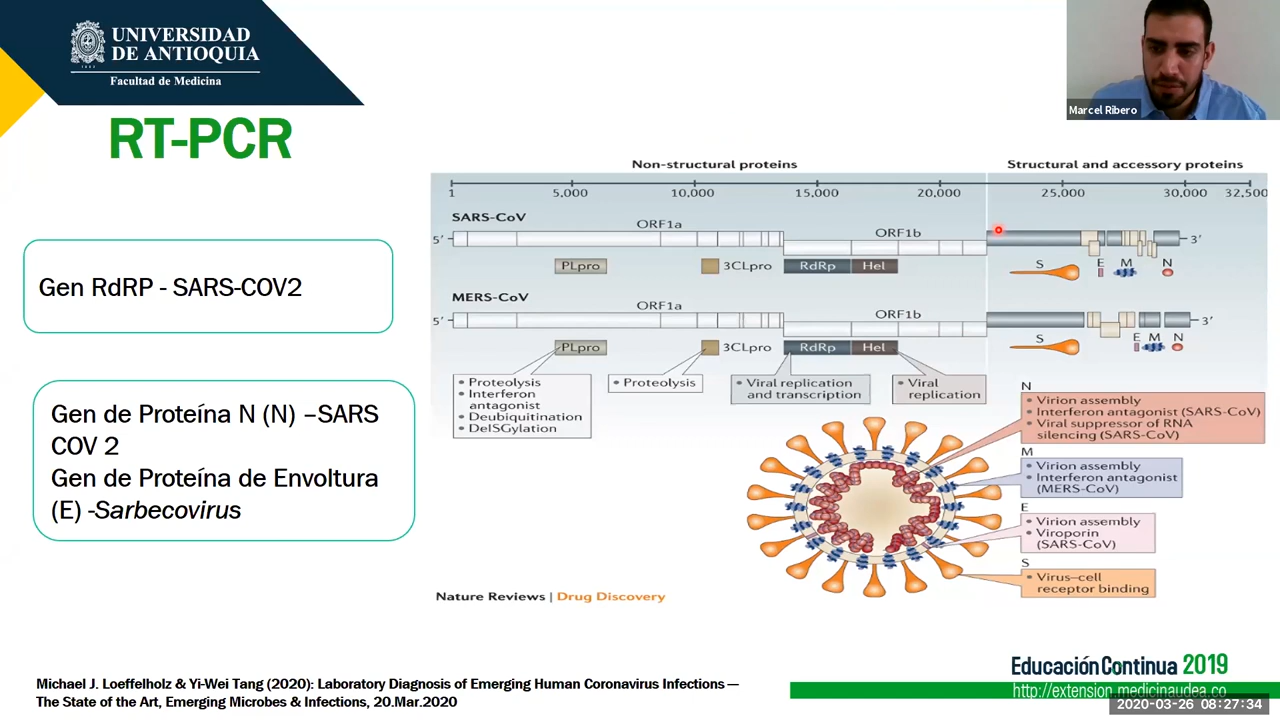 UNIVERSIDAD
DE ANTIOQUIA
1803
Facultad de Medicina
Marcel Ribero
RT-PCR
Gen RdRP - SARS-COV2
Gen de Proteína N (N) –SARS
COV 2
Gen de Proteína de Envoltura
(E) -Sarbecovirus
Non-structural proteins
Structural and accessory proteins
1 5,000 10,000 15,000 20,000 25,000 30,000 32,500
SARS-CoV
ORF1a
ORF1b
5′ 3′
PLpro 3CLpro RdRp Hel S E M N
MERS-CoV
ORF1a
ORF1b
5′ 3′
PLpro 3CLpro RdRp Hel S E M N
• Proteolysis
• Interferon
antagonist
• Deubiquitination
• DeISGylation
• Proteolysis
• Viral replication
and transcription
• Viral
replication
N
• Virion assembly
• Interferon antagonist (SARS-CoV)
• Viral suppressor of RNA
silencing (SARS-CoV)
M
• Virion assembly
• Interferon antagonist
(MERS-CoV)
E
• Virion assembly
• Viroporin
(SARS-CoV)
S
• Virus–cell
receptor binding
Nature Reviews | Drug Discovery
Michael J. Loeffelholz & Yi-Wei Tang (2020): Laboratory Diagnosis of Emerging Human Coronavirus Infections —
The State of the Art, Emerging Microbes & Infections, 20.Mar.2020
Educación Continua 2019
http://extension.medicinaudea.co
2020-03-26 08:27:34